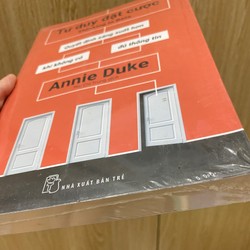 Tư duy đặt cược
Quyết định sáng suốt hơn
khi không có
đủ thông tin
Annie Duke
NHÀ XUẤT BẢN TRẺ